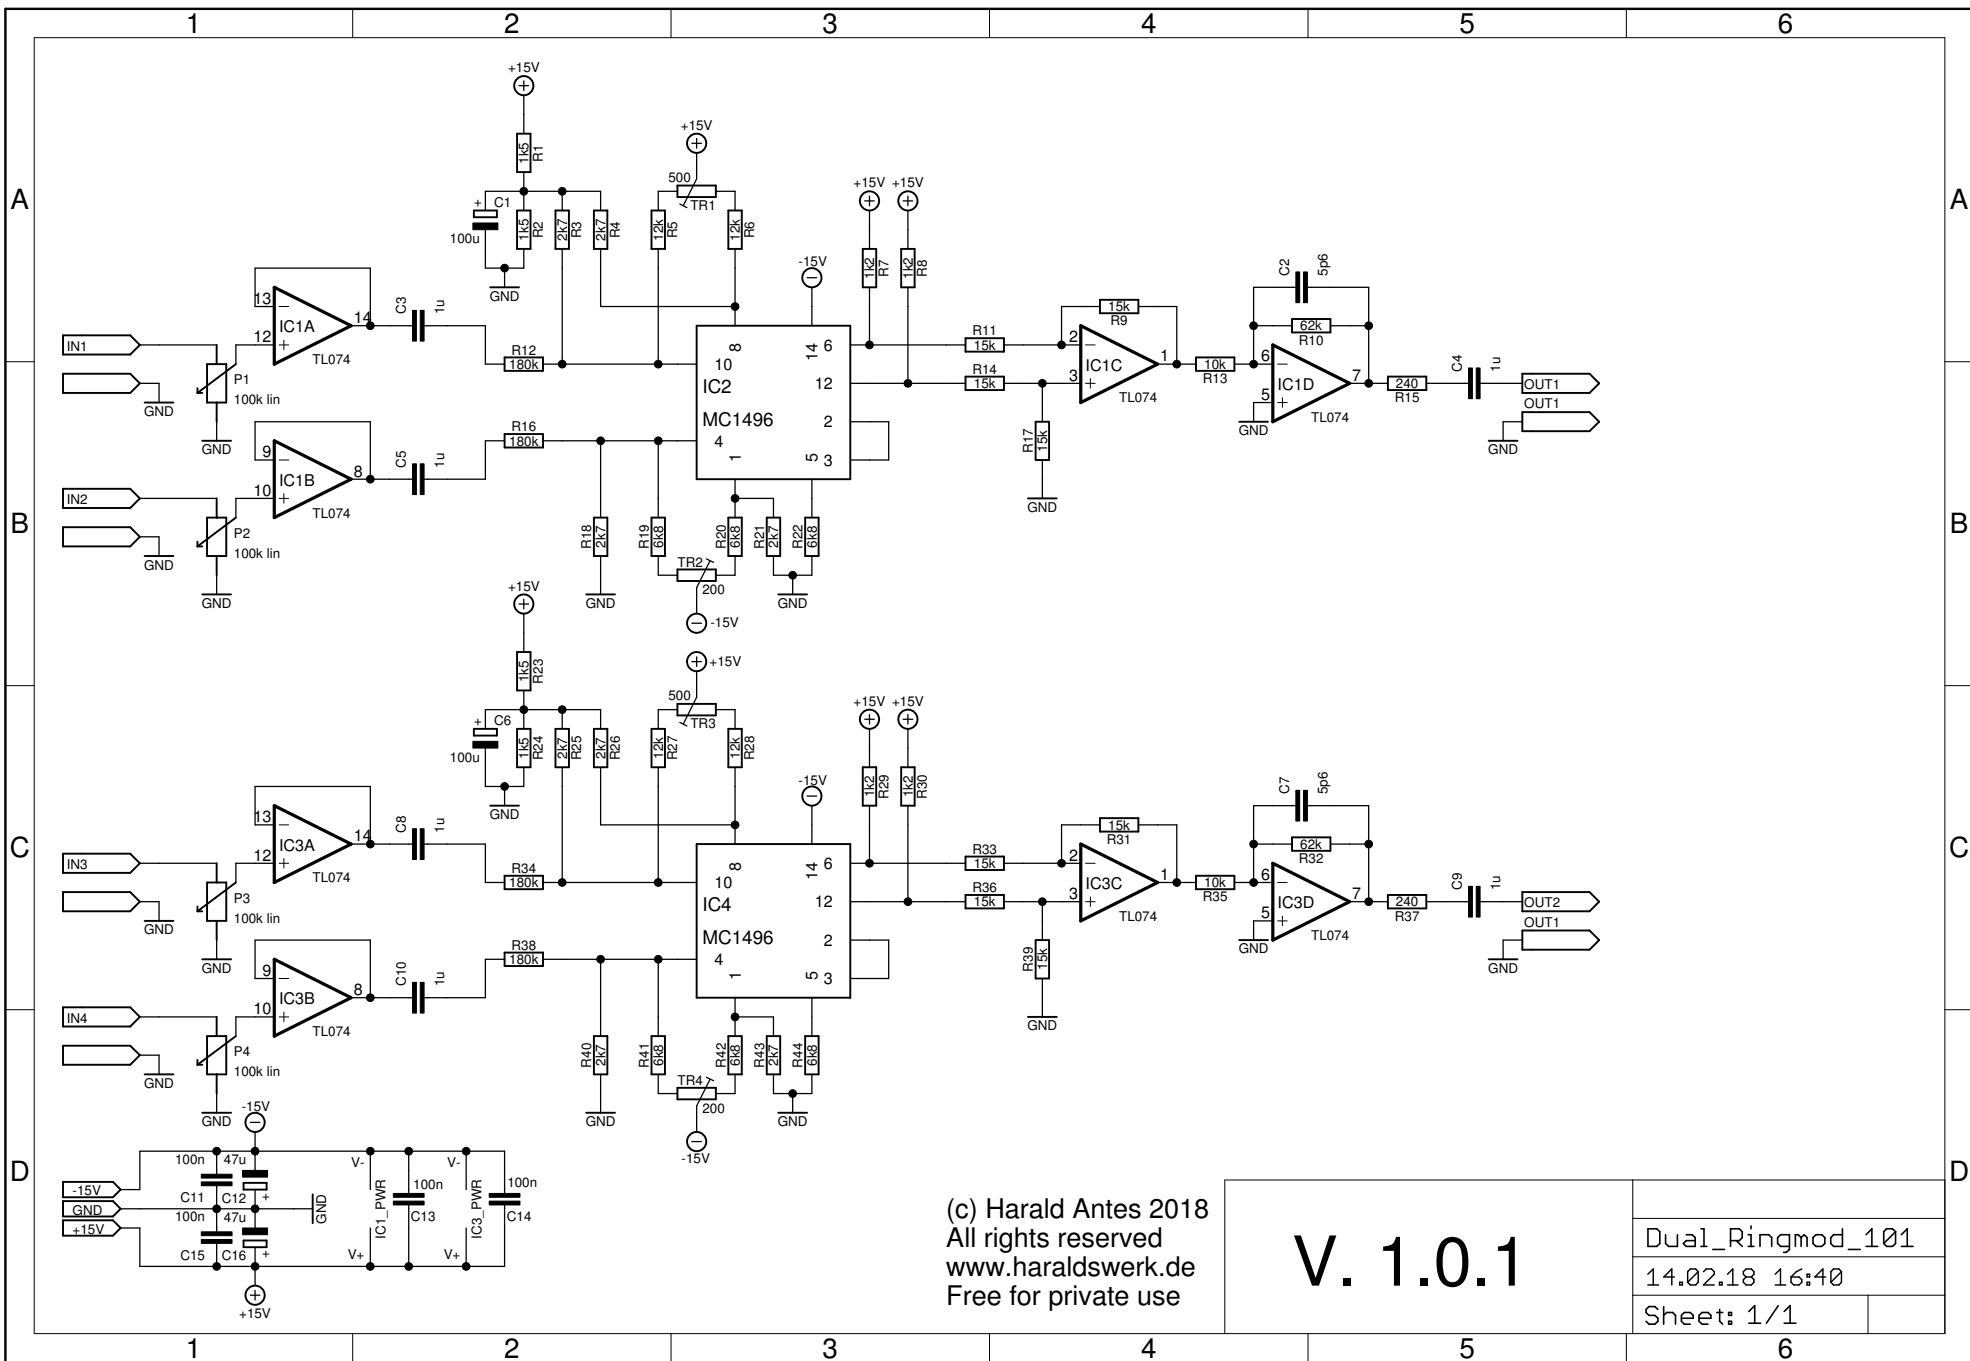 1 2 3 4 5 6
A A
+15V
1k5 R1
+15V
500
TR1
+ C1
100u
1k5 R2
2k7 R3
2k7 R4
12k R5
12k R6
GND
+15V +15V
1k2 R7
1k2 R8
-15V
C2 5p6
13 −
12 +
IC1A
14
TL074
C3 1u
IN1
P1
100k lin
GND
GND
R12
180k
8
10
IC2
MC1496
4
1
14 6
12
2
5 3
R11
15k
R14
15k
15k
R9
2 −
3 +
IC1C
1
TL074
R17 15k
GND
10k
R13
62k
R10
6 −
5 +
IC1D
7
TL074
GND
240
R15
C4 1u
OUT1
OUT1
GND
B B
9 −
10 +
IC1B
8
TL074
C5 1u
IN2
P2
100k lin
GND
GND
R16
180k
R18 2k7
R19 6k8
R20 6k8
R21 2k7
R22 6k8
TR2
200
GND
GND
-15V
+15V
1k5 R23
+15V
500
TR3
+ C6
100u
1k5 R24
2k7 R25
2k7 R26
12k R27
12k R28
GND
+15V +15V
1k2 R29
1k2 R30
-15V
C7 5p6
C C
13 −
12 +
IC3A
14
TL074
C8 1u
IN3
P3
100k lin
GND
GND
R34
180k
8
10
IC4
MC1496
4
1
14 6
12
2
5 3
R33
15k
R36
15k
15k
R31
2 −
3 +
IC3C
1
TL074
R39 15k
GND
10k
R35
62k
R32
6 −
5 +
IC3D
7
TL074
GND
240
R37
C9 1u
OUT2
OUT1
GND
9 −
10 +
IC3B
8
TL074
C10 1u
IN4
P4
100k lin
GND
GND
R38
180k
R40 2k7
R41 6k8
R42 6k8
R43 2k7
R44 6k8
TR4
200
GND
GND
-15V
D D
-15V
100n 47u
C11 C12 +
100n 47u
C15 C16 +
-15V
GND
+15V
GND
V-
IC1_PWR
V+
100n
C13
V-
IC3_PWR
V+
100n
C14
+15V
(c) Harald Antes 2018
All rights reserved
www.haraldswerk.de
Free for private use
V. 1.0.1
Dual_Ringmod_101
14.02.18 16:40
Sheet: 1/1
1 2 3 4 5 6